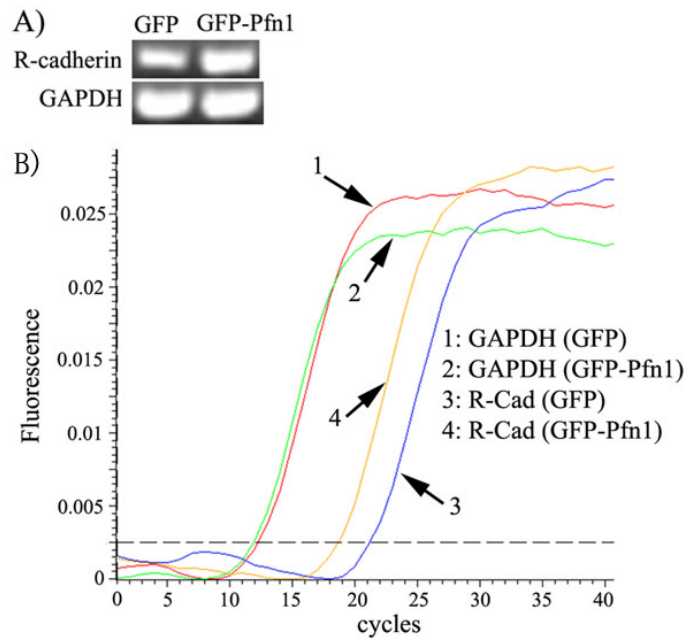 A)
GFP GFP-Pfn1
R-cadherin
GAPDH
B)
Fluorescence
0.025
0.02
0.015
0.01
0.005
0
0 5 10 15 20 25 30 35 40
cycles
1
2
4
3
1: GAPDH (GFP)
2: GAPDH (GFP-Pfn1)
3: R-Cad (GFP)
4: R-Cad (GFP-Pfn1)